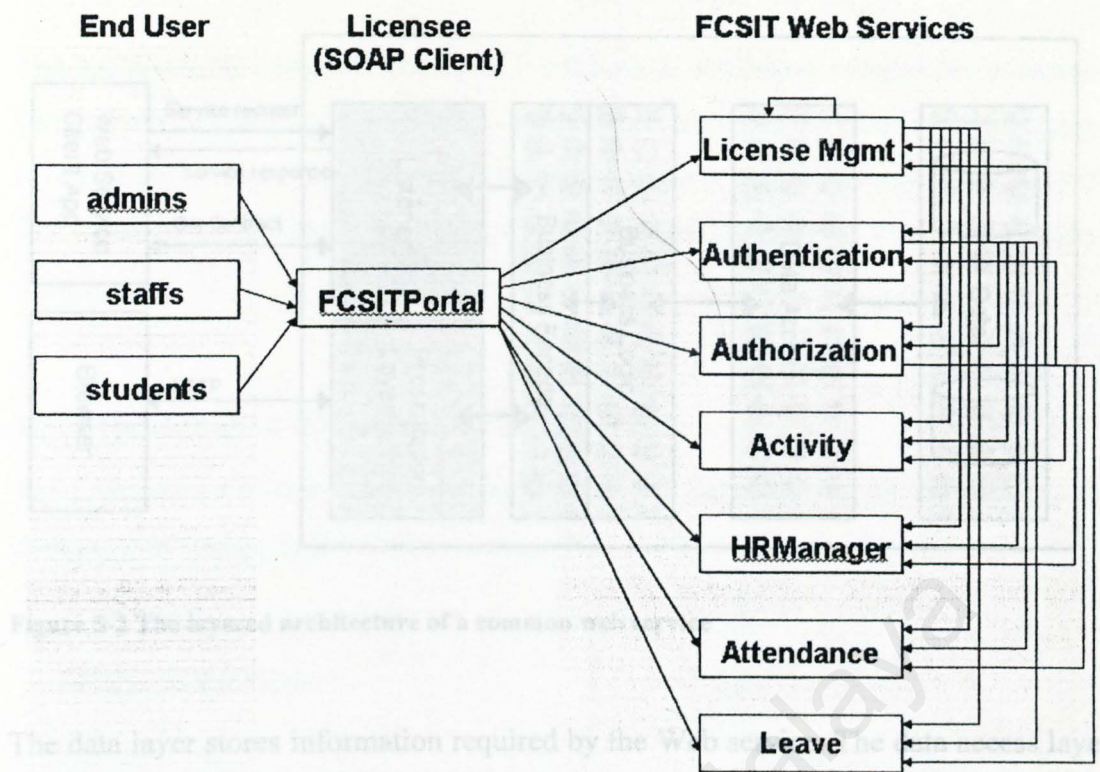 End User
Licensee
(SOAP Client)
FCSIT Web Services
License Mgmt
admins
Authentication
staffs
FCSITPortal
Authorization
students
Activity
HRManager
Attendance
Leave
Figure 5-2 The layered architecture of a common web service
The data layer stores information required by the Web service. The data access layer